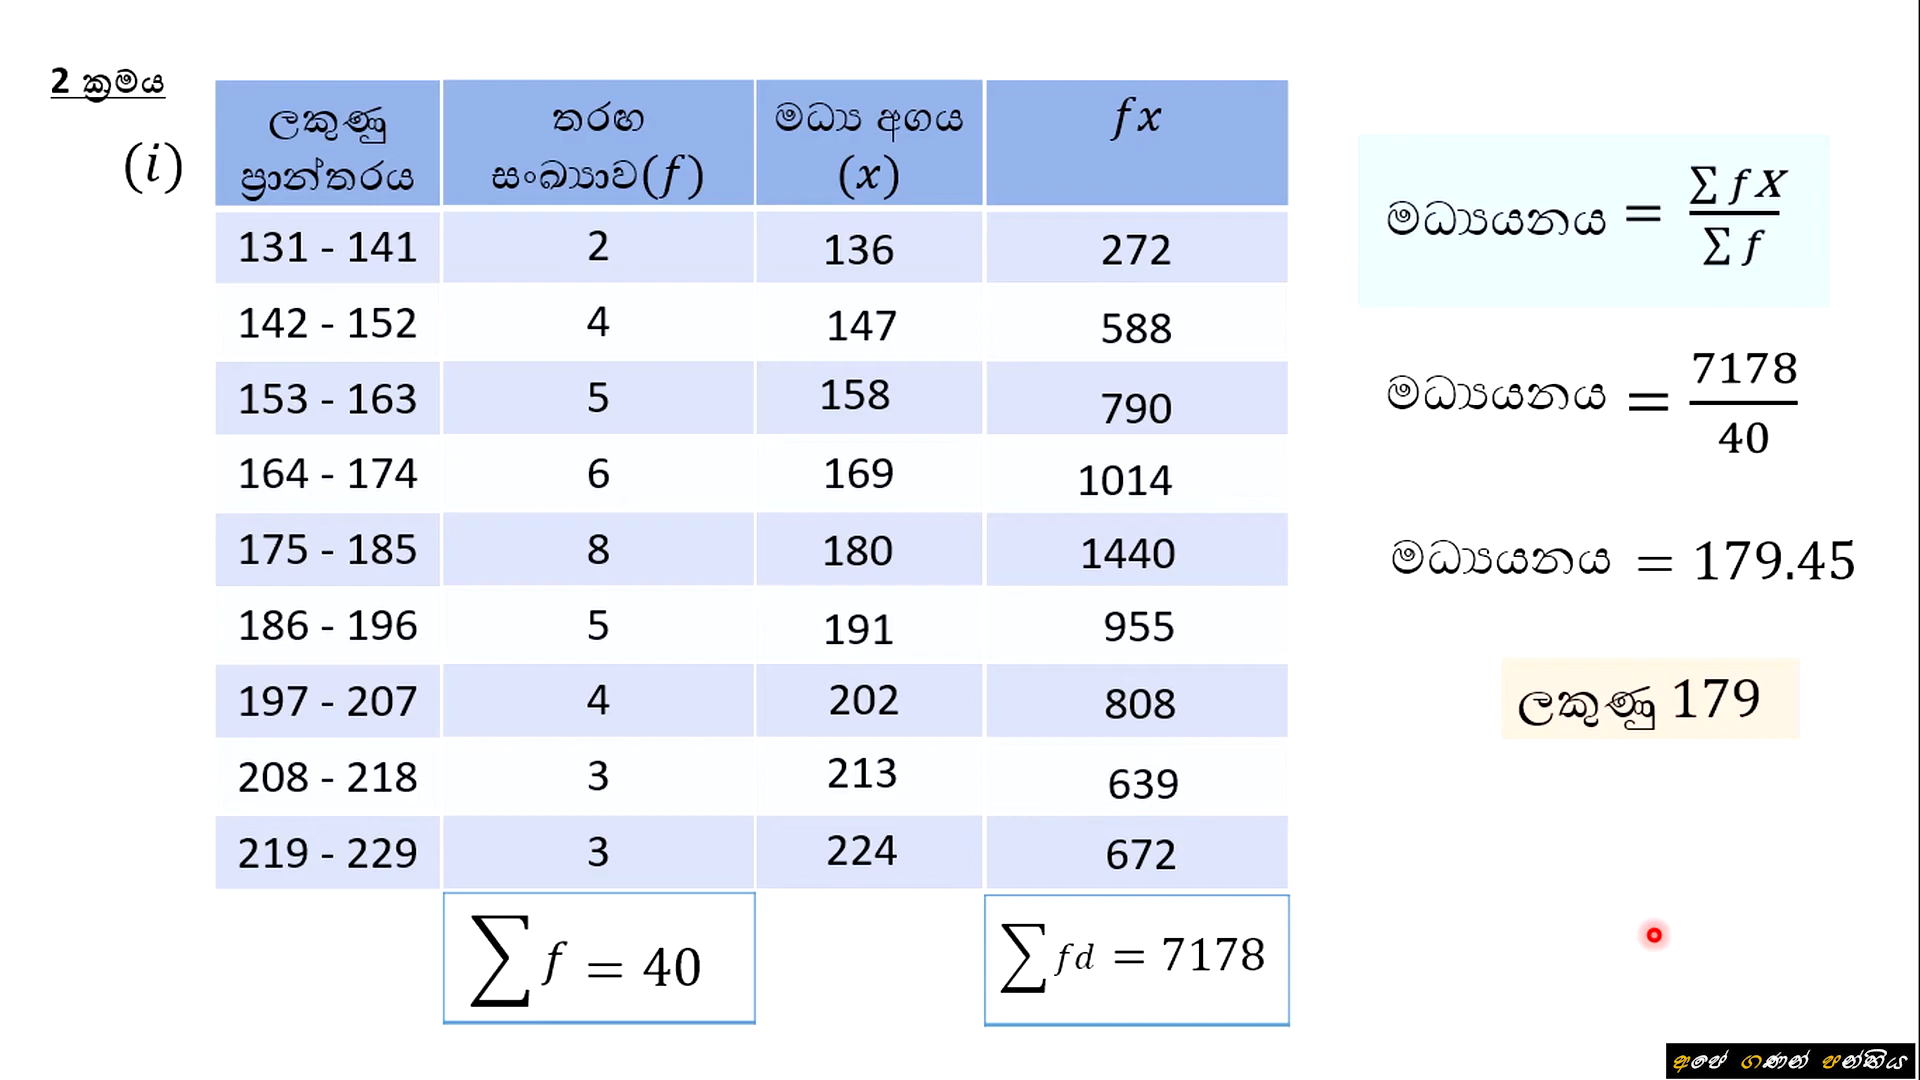 2 ක්‍රමය
(i)
ලකුණු ප්‍රාන්තරය	තරඟ සංඛ්‍යාව(f)	මධ්‍ය අගය (x)	fx
131 - 141	2	136	272
142 - 152	4	147	588
153 - 163	5	158	790
164 - 174	6	169	1014
175 - 185	8	180	1440
186 - 196	5	191	955
197 - 207	4	202	808
208 - 218	3	213	639
219 - 229	3	224	672
∑ f = 40	∑ fd = 7178
මධ්‍යයනය = ∑ fX / ∑ f
මධ්‍යයනය = 7178 / 40
මධ්‍යයනය = 179.45
ලකුණු 179
අපේ ගණන් පන්තිය